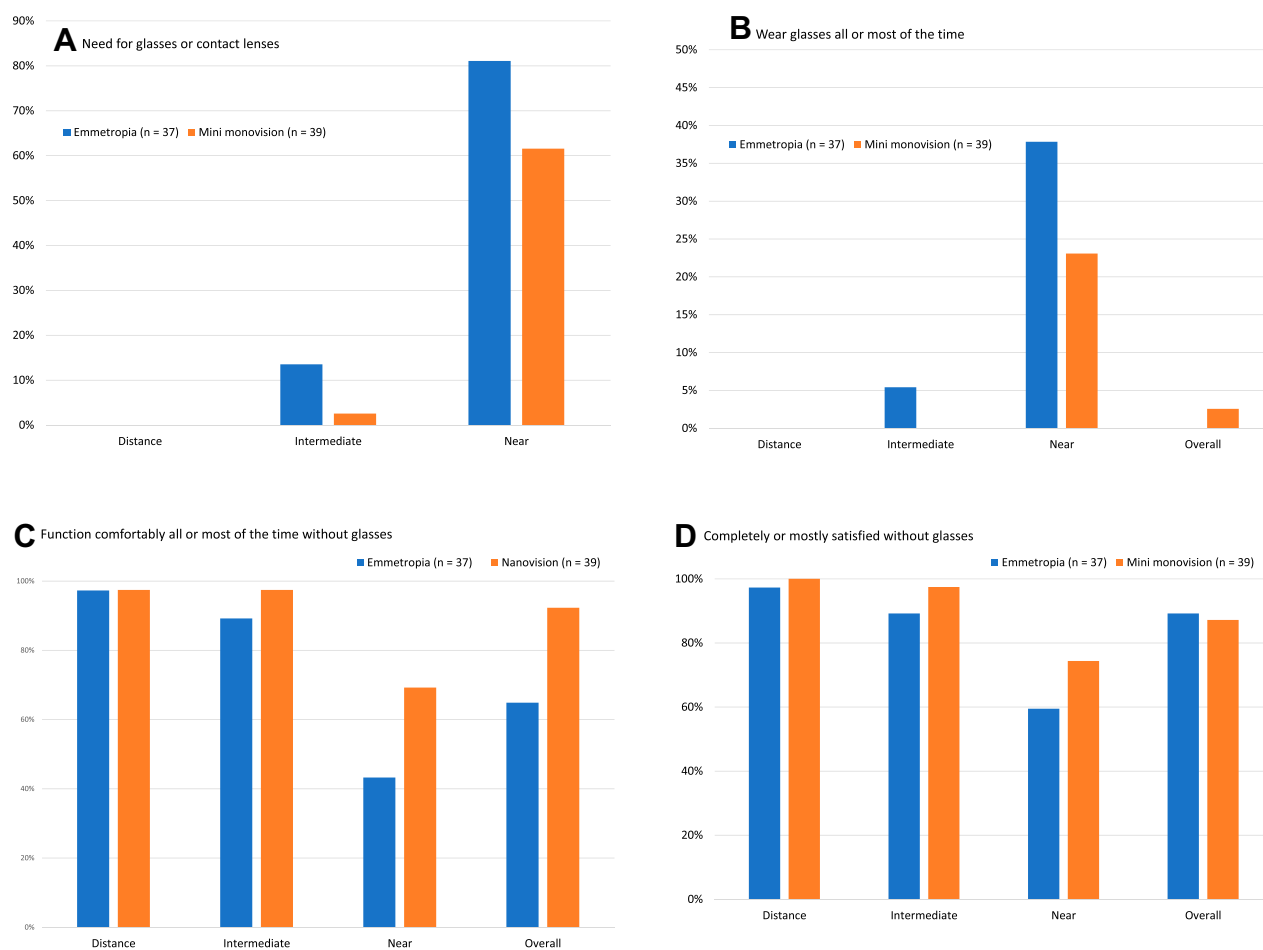 A Need for glasses or contact lenses
90%
80%
70%
60%
50%
40%
30%
20%
10%
0%
Emmetropia (n = 37) Mini monovision (n = 39)
Distance Intermediate Near
B Wear glasses all or most of the time
50%
45%
40%
35%
30%
25%
20%
15%
10%
5%
0%
Emmetropia (n = 37) Mini monovision (n = 39)
Distance Intermediate Near Overall
C Function comfortably all or most of the time without glasses
Emmetropia (n = 37) Nanovision (n = 39)
100%
80%
60%
40%
20%
0%
Distance Intermediate Near Overall
D Completely or mostly satisfied without glasses
Emmetropia (n = 37) Mini monovision (n = 39)
100%
80%
60%
40%
20%
0%
Distance Intermediate Near Overall